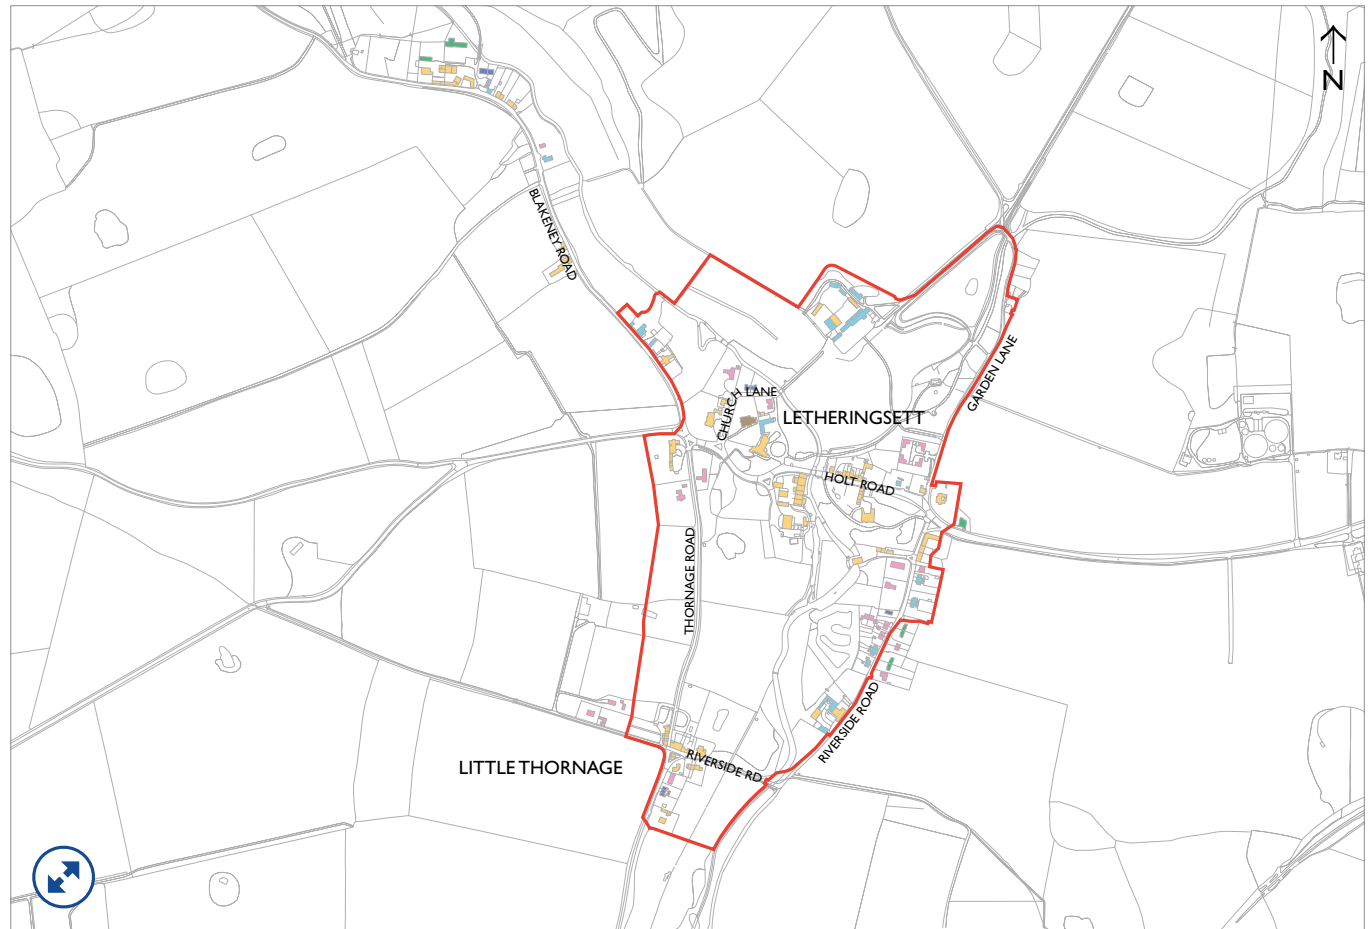 N
BLAKENEY ROAD
GARDEN LANE
CHURCH LANE
LETHERINGSETT
HOLT ROAD
THORNAGE ROAD
RIVERSIDE ROAD
RIVERSIDE RD
LITTLE THORNAGE